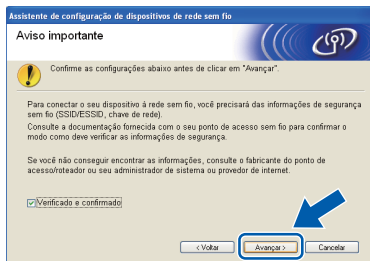 Assistente de configuração de dispositivos de rede sem fio
Aviso importante
Confirme as configurações abaixo antes de clicar em "Avançar".
Para conectar o seu dispositivo à rede sem fio, você precisará das informações de segurança
sem fio (SSID/ESSID, chave de rede).
Consulte a documentação fornecida com o seu ponto de acesso sem fio para confirmar o
modo como deve verificar as informações de segurança.
Se você não conseguir encontrar as informações, consulte o fabricante do ponto de
acesso/roteador ou seu administrador de sistema ou provedor de internet.
Verificado e confirmado
< Voltar
Avançar >
Cancelar